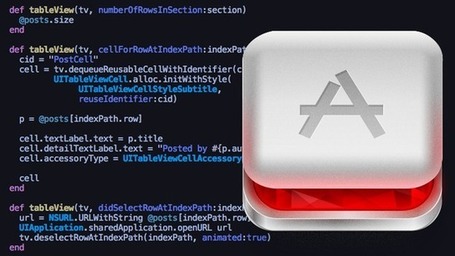 def tableView(tv, numberOfRowsInSection:section)
  @posts.size
end
def tableView(tv, cellForRowAtIndexPath:indexPa
  cid = "PostCell"
  cell = tv.dequeueReusableCellWithIdentifier(c
         UITableViewCell.alloc.initWithStyle(
             UITableViewCellStyleSubtitle,
             reuseIdentifier:cid)
  p = @posts[indexPath.row]
  cell.textLabel.text = p.title
  cell.detailTextLabel.text = "Posted by #{p.au
  cell.accessoryType = UITableViewCellAccessory
  cell
end
def tableView(tv, didSelectRowAtIndexPath:index
  url = NSURL.URLWithString @posts[indexPath.row]
  UIApplication.sharedApplication.openURL url
  tv.deselectRowAtIndexPath(indexPath, animated:true)
end